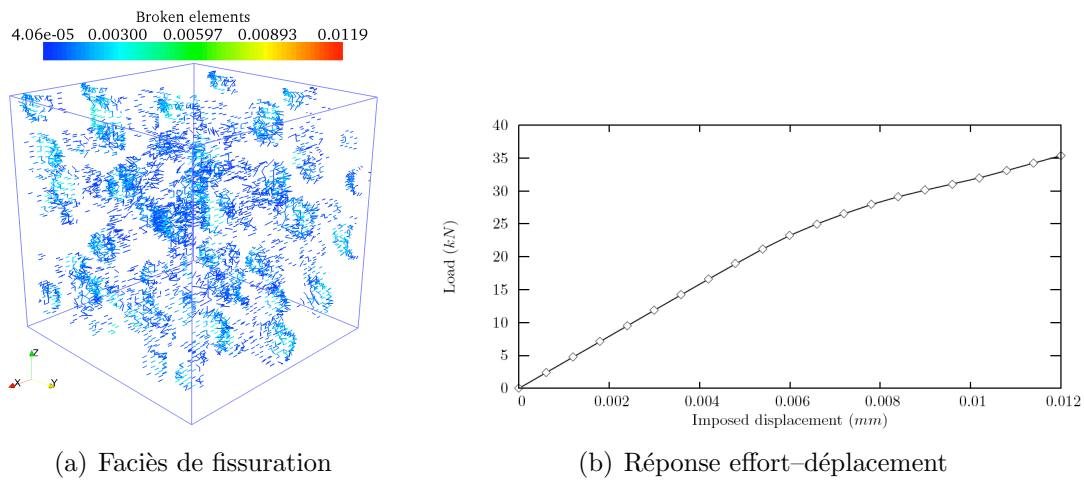 Broken elements
4.06e-05 0.00300 0.00597 0.00893 0.0119
Z
X
Y
40
35
30
25
20
15
10
5
0
Load (kN)
0 0.002 0.004 0.006 0.008 0.01 0.012
Imposed displacement (mm)
(a) Faciès de fissuration
(b) Réponse effort–déplacement